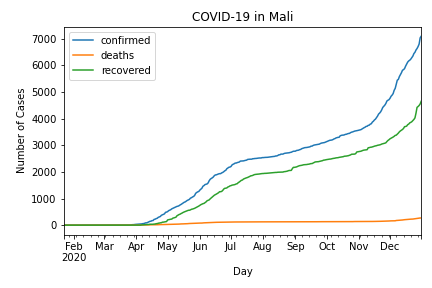 COVID-19 in Mali
confirmed
deaths
recovered
Number of Cases
7000
6000
5000
4000
3000
2000
1000
0
Feb Mar Apr May Jun Jul Aug Sep Oct Nov Dec
2020
Day